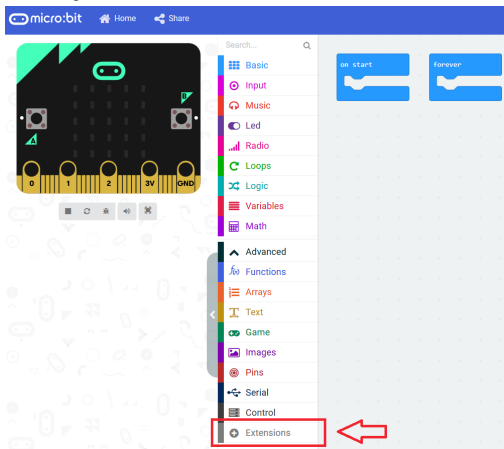 micro:bit Home Share
Search...
Basic
on start forever
Input
Music
Led
Radio
Loops
Logic
Variables
Math
Advanced
f(x) Functions
Arrays
Text
Game
Images
Pins
Serial
Control
Extensions
A
B
0 1 2 3V GND